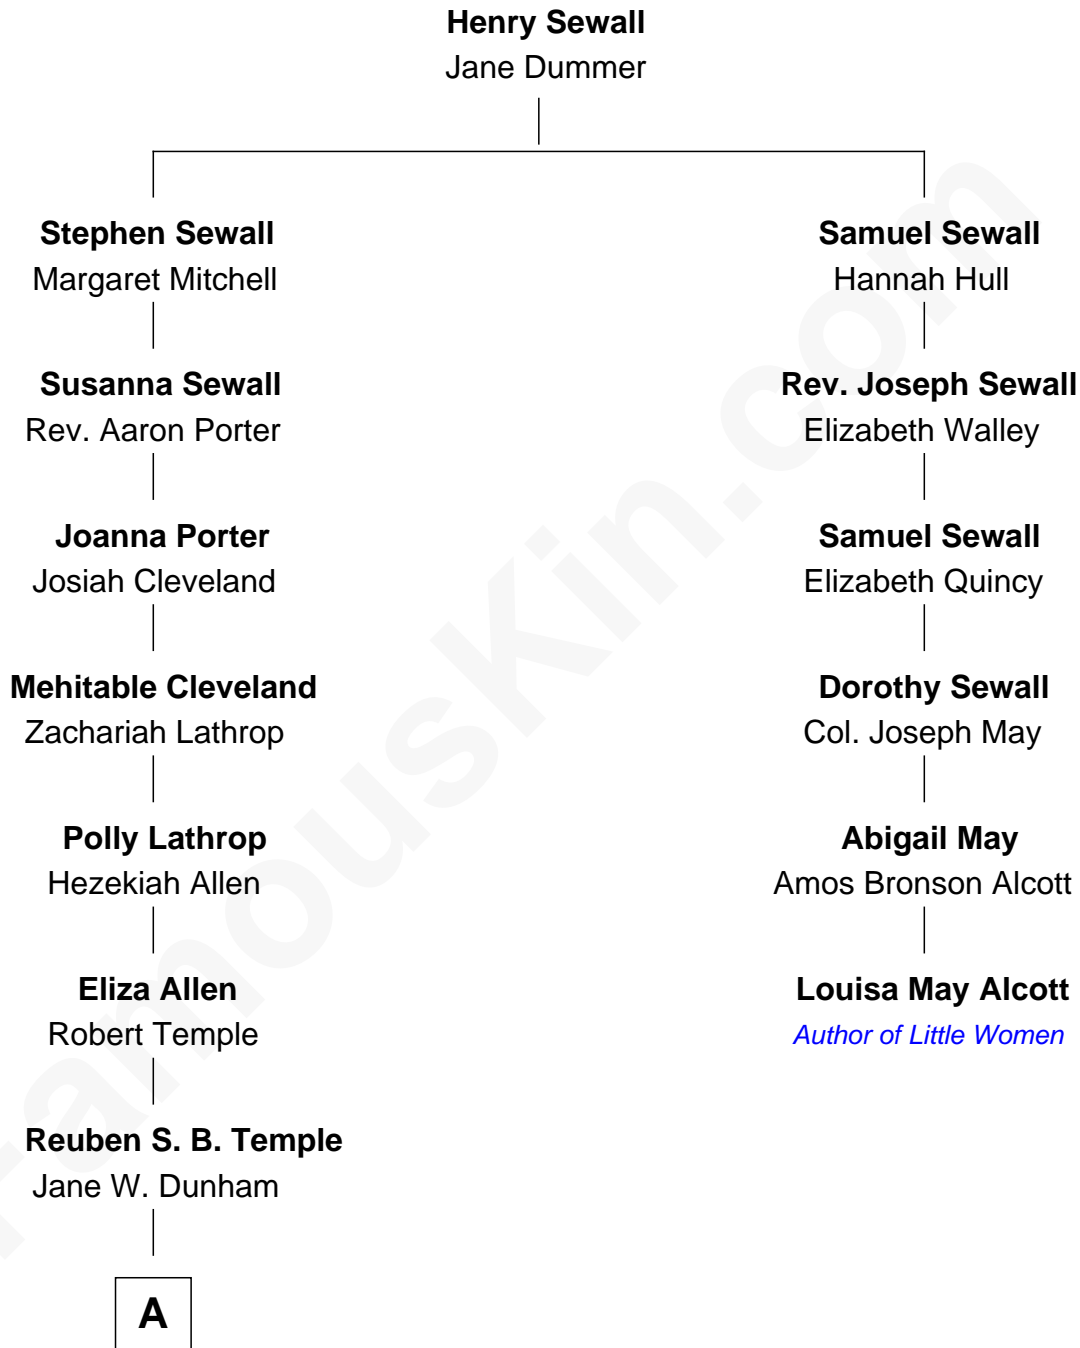 Henry Sewall
Jane Dummer
Stephen Sewall
Margaret Mitchell
Samuel Sewall
Hannah Hull
Susanna Sewall
Rev. Aaron Porter
Rev. Joseph Sewall
Elizabeth Walley
Joanna Porter
Josiah Cleveland
Samuel Sewall
Elizabeth Quincy
Mehitable Cleveland
Zachariah Lathrop
Dorothy Sewall
Col. Joseph May
Polly Lathrop
Hezekiah Allen
Abigail May
Amos Bronson Alcott
Eliza Allen
Robert Temple
Louisa May Alcott
Author of Little Women
Reuben S. B. Temple
Jane W. Dunham
A
FamousKin.com